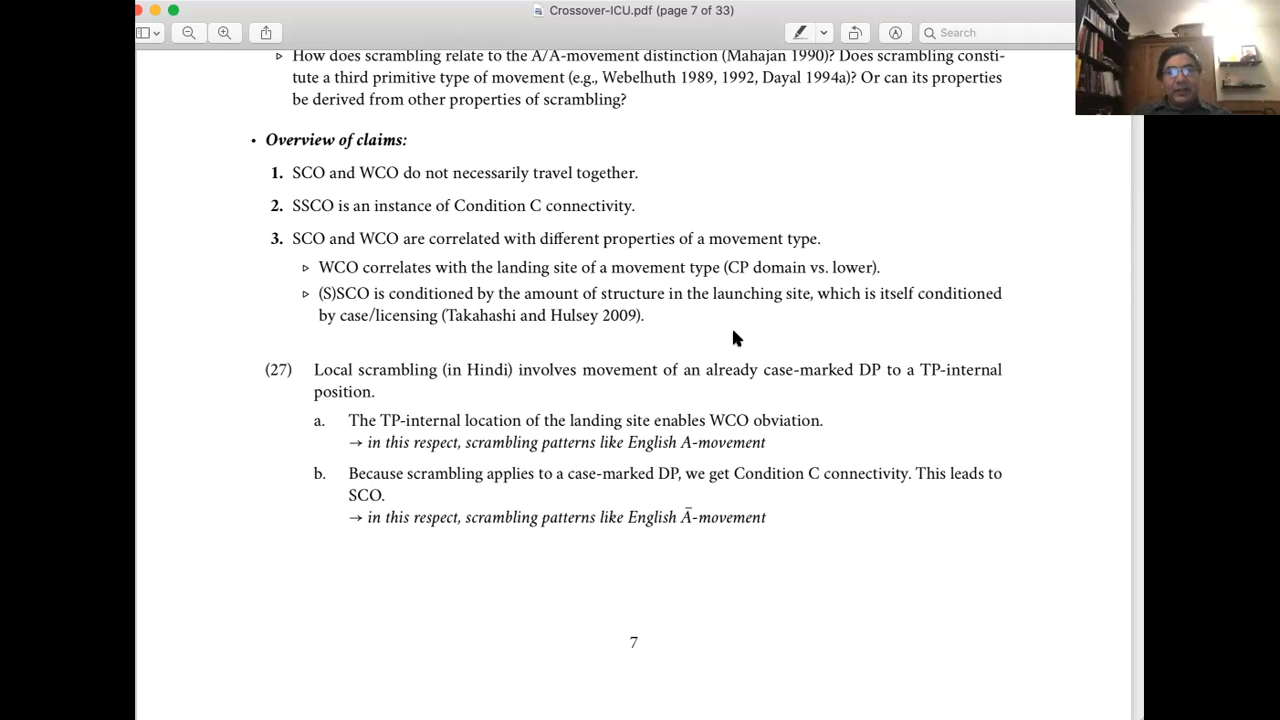 Crossover-ICU.pdf (page 7 of 33)
Search
▹ How does scrambling relate to the A/Ā-movement distinction (Mahajan 1990)? Does scrambling consti-
tute a third primitive type of movement (e.g., Webelhuth 1989, 1992, Dayal 1994a)? Or can its properties
be derived from other properties of scrambling?
• Overview of claims:
1. SCO and WCO do not necessarily travel together.
2. SSCO is an instance of Condition C connectivity.
3. SCO and WCO are correlated with different properties of a movement type.
▹ WCO correlates with the landing site of a movement type (CP domain vs. lower).
▹ (S)SCO is conditioned by the amount of structure in the launching site, which is itself conditioned
by case/licensing (Takahashi and Hulsey 2009).
(27) Local scrambling (in Hindi) involves movement of an already case-marked DP to a TP-internal
position.
a. The TP-internal location of the landing site enables WCO obviation.
→ in this respect, scrambling patterns like English A-movement
b. Because scrambling applies to a case-marked DP, we get Condition C connectivity. This leads to
SCO.
→ in this respect, scrambling patterns like English Ā-movement
7